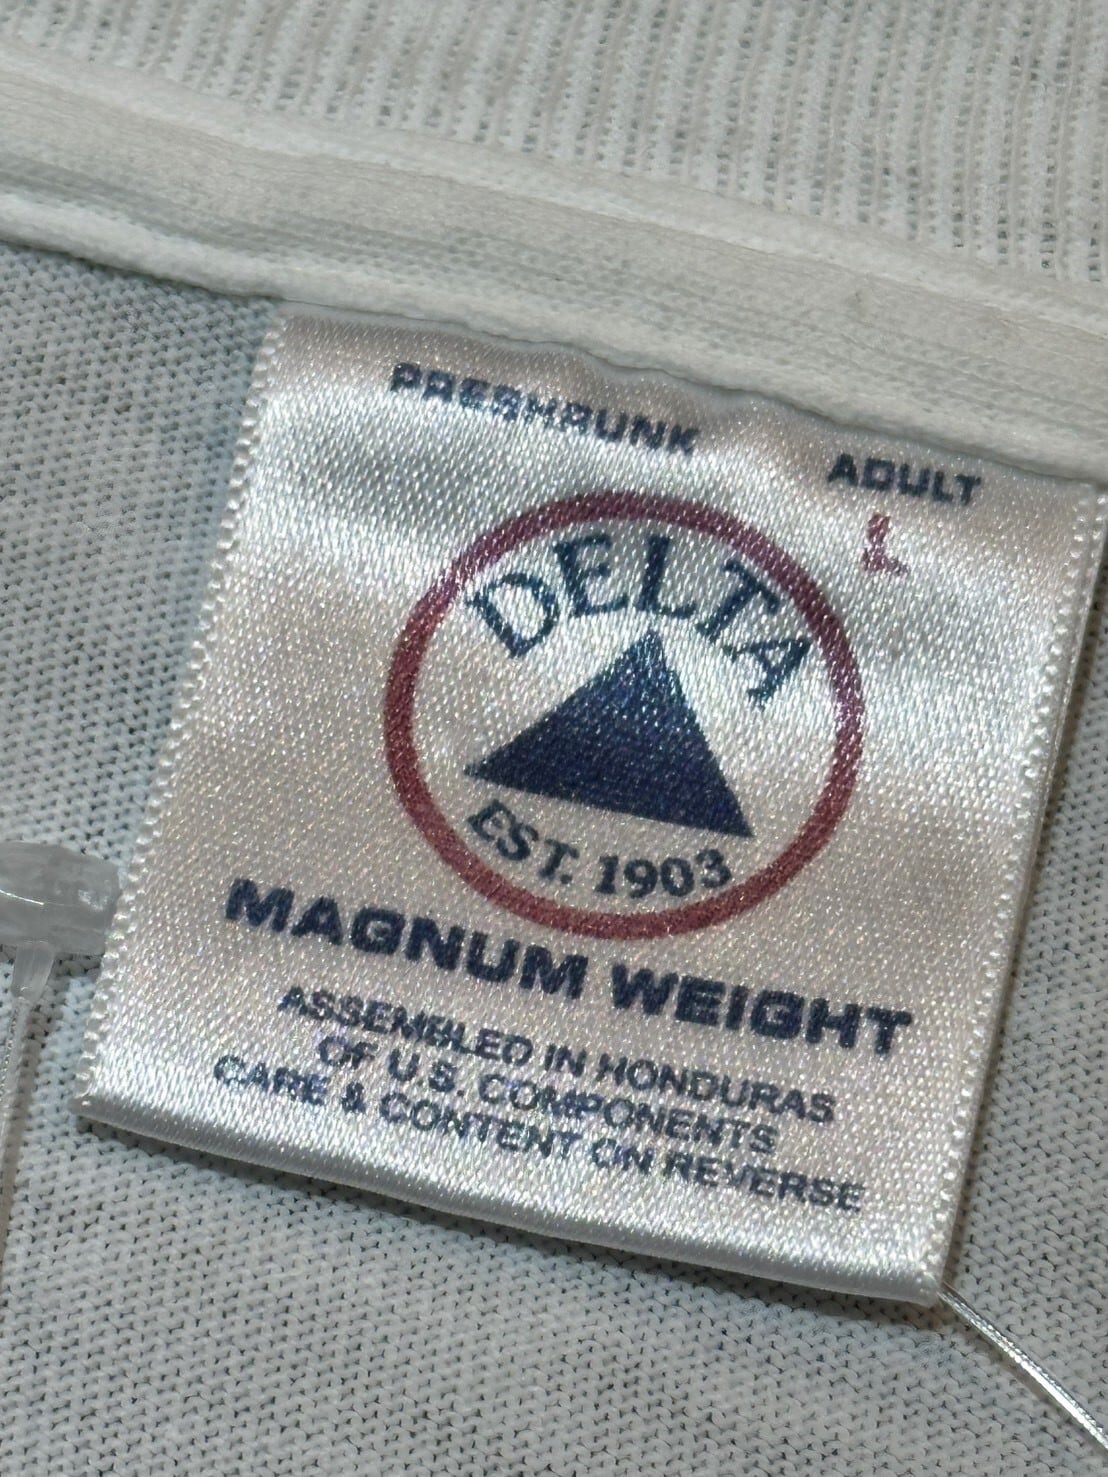 PRESHRUNK
ADULT
L
DELTA
EST. 1903
MAGNUM WEIGHT
ASSEMBLED IN HONDURAS
OF U.S. COMPONENTS
CARE & CONTENT ON REVERSE